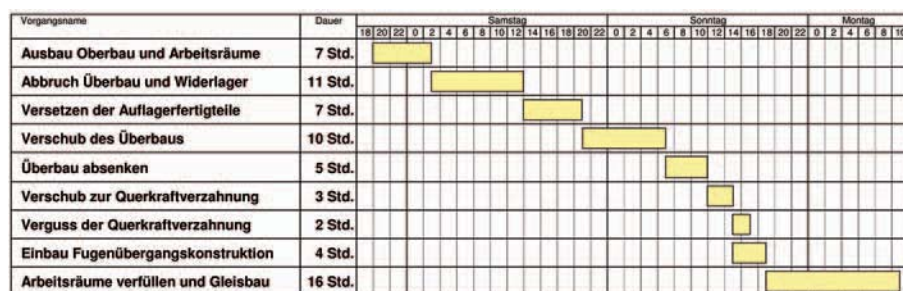 Vorgangsname Dauer Samstag Sonntag Montag
18 20 22 0 2 4 6 8 10 12 14 16 18 20 22 0 2 4 6 8 10 12 14 16 18 20 22 0 2 4 6 8 10
Ausbau Oberbau und Arbeitsräume 7 Std.
Abbruch Überbau und Widerlager 11 Std.
Versetzen der Auflagerfertigteile 7 Std.
Verschub des Überbaus 10 Std.
Überbau absenken 5 Std.
Verschub zur Querkraftverzahnung 3 Std.
Verguss der Querkraftverzahnung 2 Std.
Einbau Fugenübergangskonstruktion 4 Std.
Arbeitsräume verfüllen und Gleisbau 16 Std.